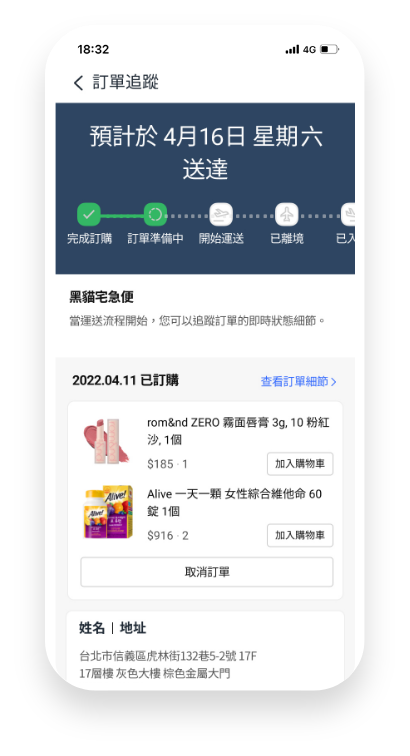 18:32
4G
訂單追蹤
預計於 4月16日 星期六
送達
完成訂購 訂單準備中 開始運送 已離境 已入
黑貓宅急便
當運送流程開始，您可以追蹤訂單的即時狀態細節。
2022.04.11 已訂購 查看訂單細節
rom&nd ZERO 霧面唇膏 3g, 10 粉紅
沙, 1個
$185 · 1 加入購物車
Alive 一天一顆 女性綜合維他命 60
錠 1個
Alive!
Alive!
$916 · 2 加入購物車
取消訂單
姓名｜地址
台北市信義區虎林街132巷5-2號 17F
17層樓 灰色大樓 棕色金屬大門